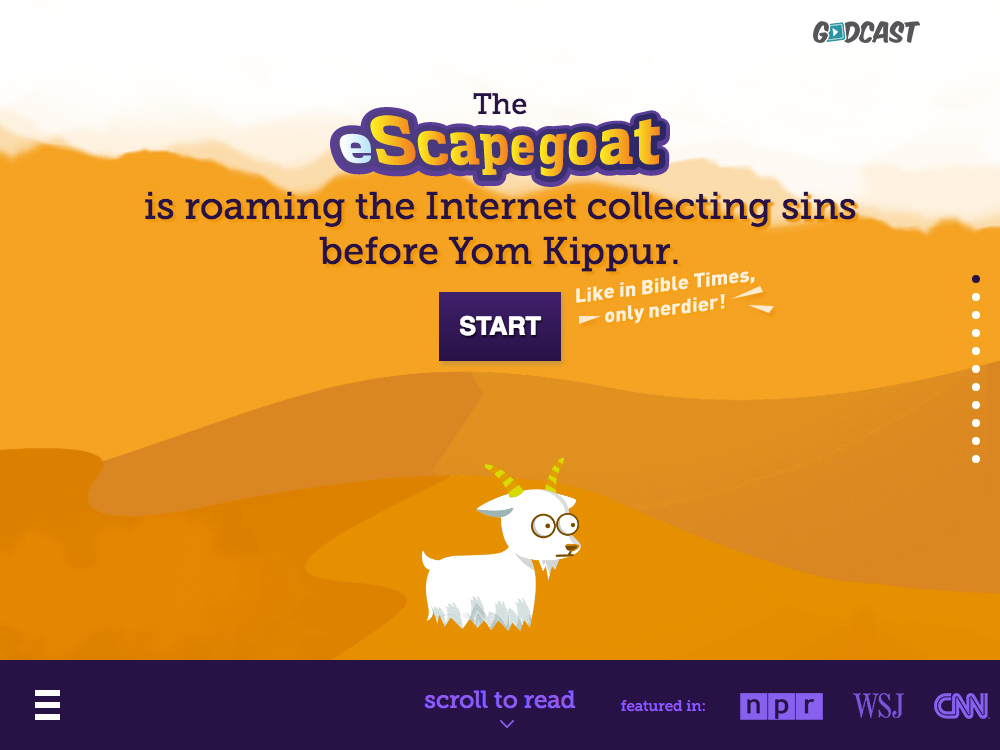 GODCAST
The
eScapegoat
is roaming the Internet collecting sins
before Yom Kippur.
Like in Bible Times,
only nerdier!
START
scroll to read
featured in:
npr
WSJ
CNN